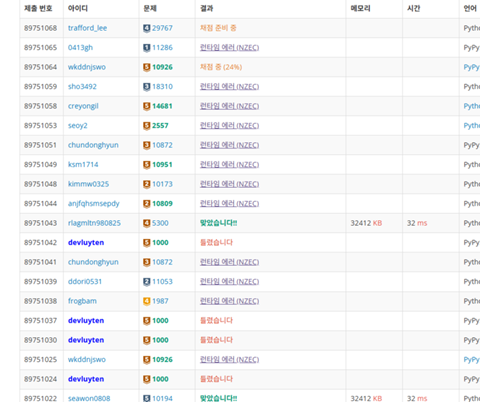 제출 번호 아이디 문제 결과 메모리 시간 언어
89751068 trafford_lee 4 29767 채점 준비 중 Pytho
89751065 0413gh 1 11286 런타임 에러 (NZEC) PyPy
89751064 wkddnjswo 5 10926 채점 중 (24%) PyPy
89751059 sho3492 3 18310 런타임 에러 (NZEC) Pytho
89751058 creyongil 5 14681 런타임 에러 (NZEC) Pytho
89751053 seoy2 5 2557 런타임 에러 (NZEC) Pytho
89751051 chundonghyun 3 10872 런타임 에러 (NZEC) PyPy
89751049 ksm1714 5 10951 런타임 에러 (NZEC) PyPy
89751048 kimmw0325 2 10173 런타임 에러 (NZEC) Pytho
89751044 anjfqhsmsepdy 2 10809 런타임 에러 (NZEC) Pytho
89751043 rlagmltn980825 4 5300 맞았습니다!! 32412 KB 32 ms Pytho
89751042 devluyten 5 1000 틀렸습니다 PyPy
89751041 chundonghyun 3 10872 런타임 에러 (NZEC) PyPy
89751039 ddori0531 2 11053 런타임 에러 (NZEC) Pytho
89751038 frogbam 4 1987 런타임 에러 (NZEC) Pytho
89751037 devluyten 5 1000 틀렸습니다 PyPy
89751030 devluyten 5 1000 틀렸습니다 PyPy
89751025 wkddnjswo 5 10926 런타임 에러 (NZEC) PyPy
89751024 devluyten 5 1000 틀렸습니다 PyPy
89751022 seawon0808 5 10194 맞았습니다!! 32412 KB 32 ms Pytho